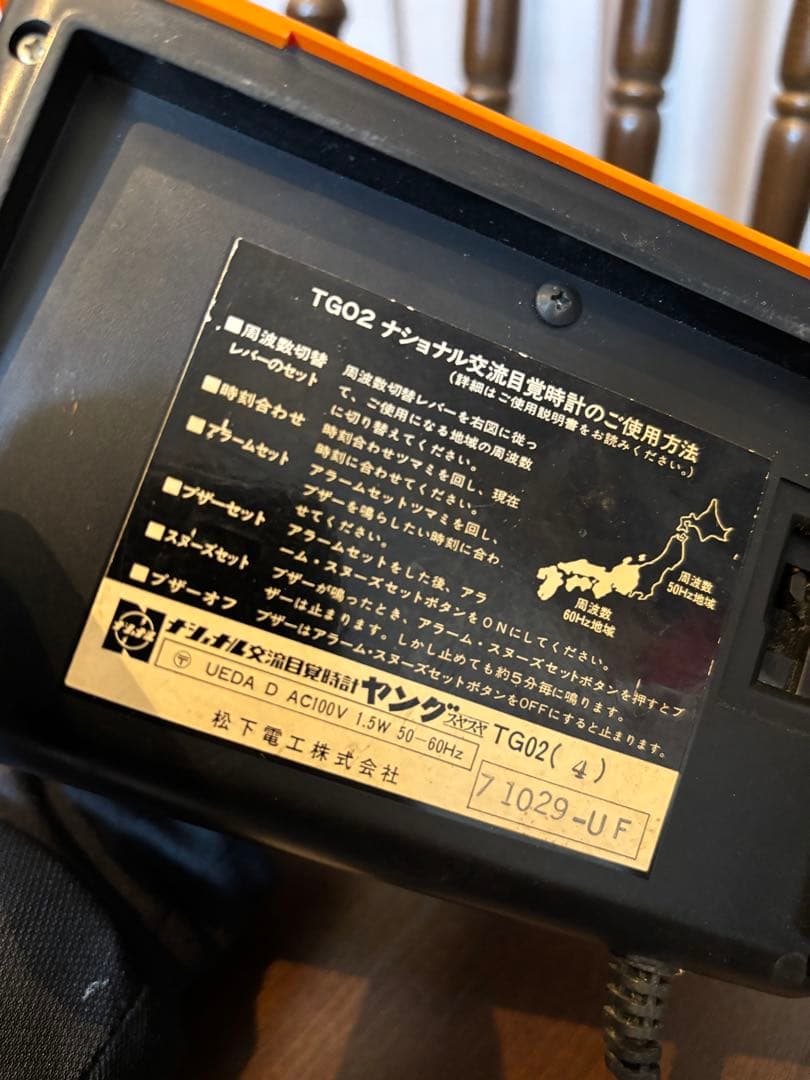 TG02 ナショナル交流目覚時計のご使用方法
(詳細はご使用説明書をお読みください。)
■周波数切替レバーのセット
周波数切替レバーを右図に従っ
て、ご使用になる地域の周波数
に切り替えてください。
■時刻合わせ
時刻合わせツマミを回し、現在
時刻に合わせてください。
■アラームセット
アラームセットツマミを回し、
ブザーを鳴らしたい時刻に合わ
せてください。
■ブザーセット
アラームセットをした後、アラ
ーム・スヌーズセットボタンをONにしてください。
■スヌーズセット
ブザーが鳴ったとき、アラーム・スヌーズセットボタンを押すとブ
ザーは止まります。しかし止めても約5分毎に鳴ります。
■ブザーオフ
ブザーはアラーム・スヌーズセットボタンをOFFにすると止まります。
周波数
60Hz地域
周波数
50Hz地域
ナショナル
ナショナル交流目覚時計 ヤング スヤスヤ TG02(4)
〒 UEDA D AC100V 1.5W 50-60Hz
松下電工株式会社
71029-UF